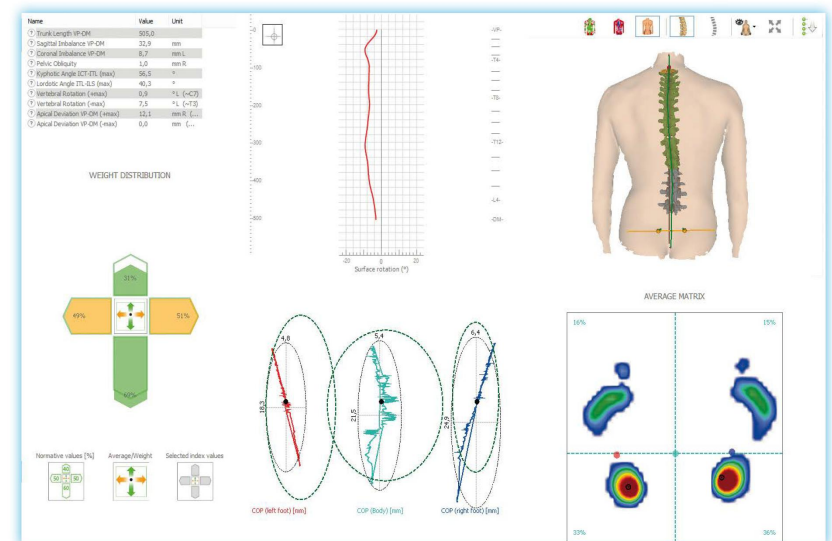 Name Value Unit
? Trunk Length VP-DM 505,0
? Sagittal Imbalance VP-DM 32,9 mm
? Coronal Imbalance VP-DM 8,7 mm L
? Pelvic Obliquity 1,0 mm R
? Kyphotic Angle ICT-ITL (max) 56,5 °
? Lordotic Angle ITL-ILS (max) 40,3 °
? Vertebral Rotation (+max) 0,9 ° L (~C7)
? Vertebral Rotation (-max) 7,5 ° L (~T3)
? Apical Deviation VP-DM (+max) 12,1 mm R (...
? Apical Deviation VP-DM (-max) 0,0 mm (...
-0
-100
-200
-300
-400
-500
-20 0 20
Surface rotation (°)
-VP-
-T4-
-T8-
-T12-
-L4-
-DM-
WEIGHT DISTRIBUTION
31%
49% 51%
69%
Normative values [%] Average/Weight Selected index values
40
50 50
60
4,8 5,4 6,4
18,3 21,5 24,9
COP (left foot) [mm] COP (Body) [mm] COP (right foot) [mm]
AVERAGE MATRIX
16% 15%
33% 36%